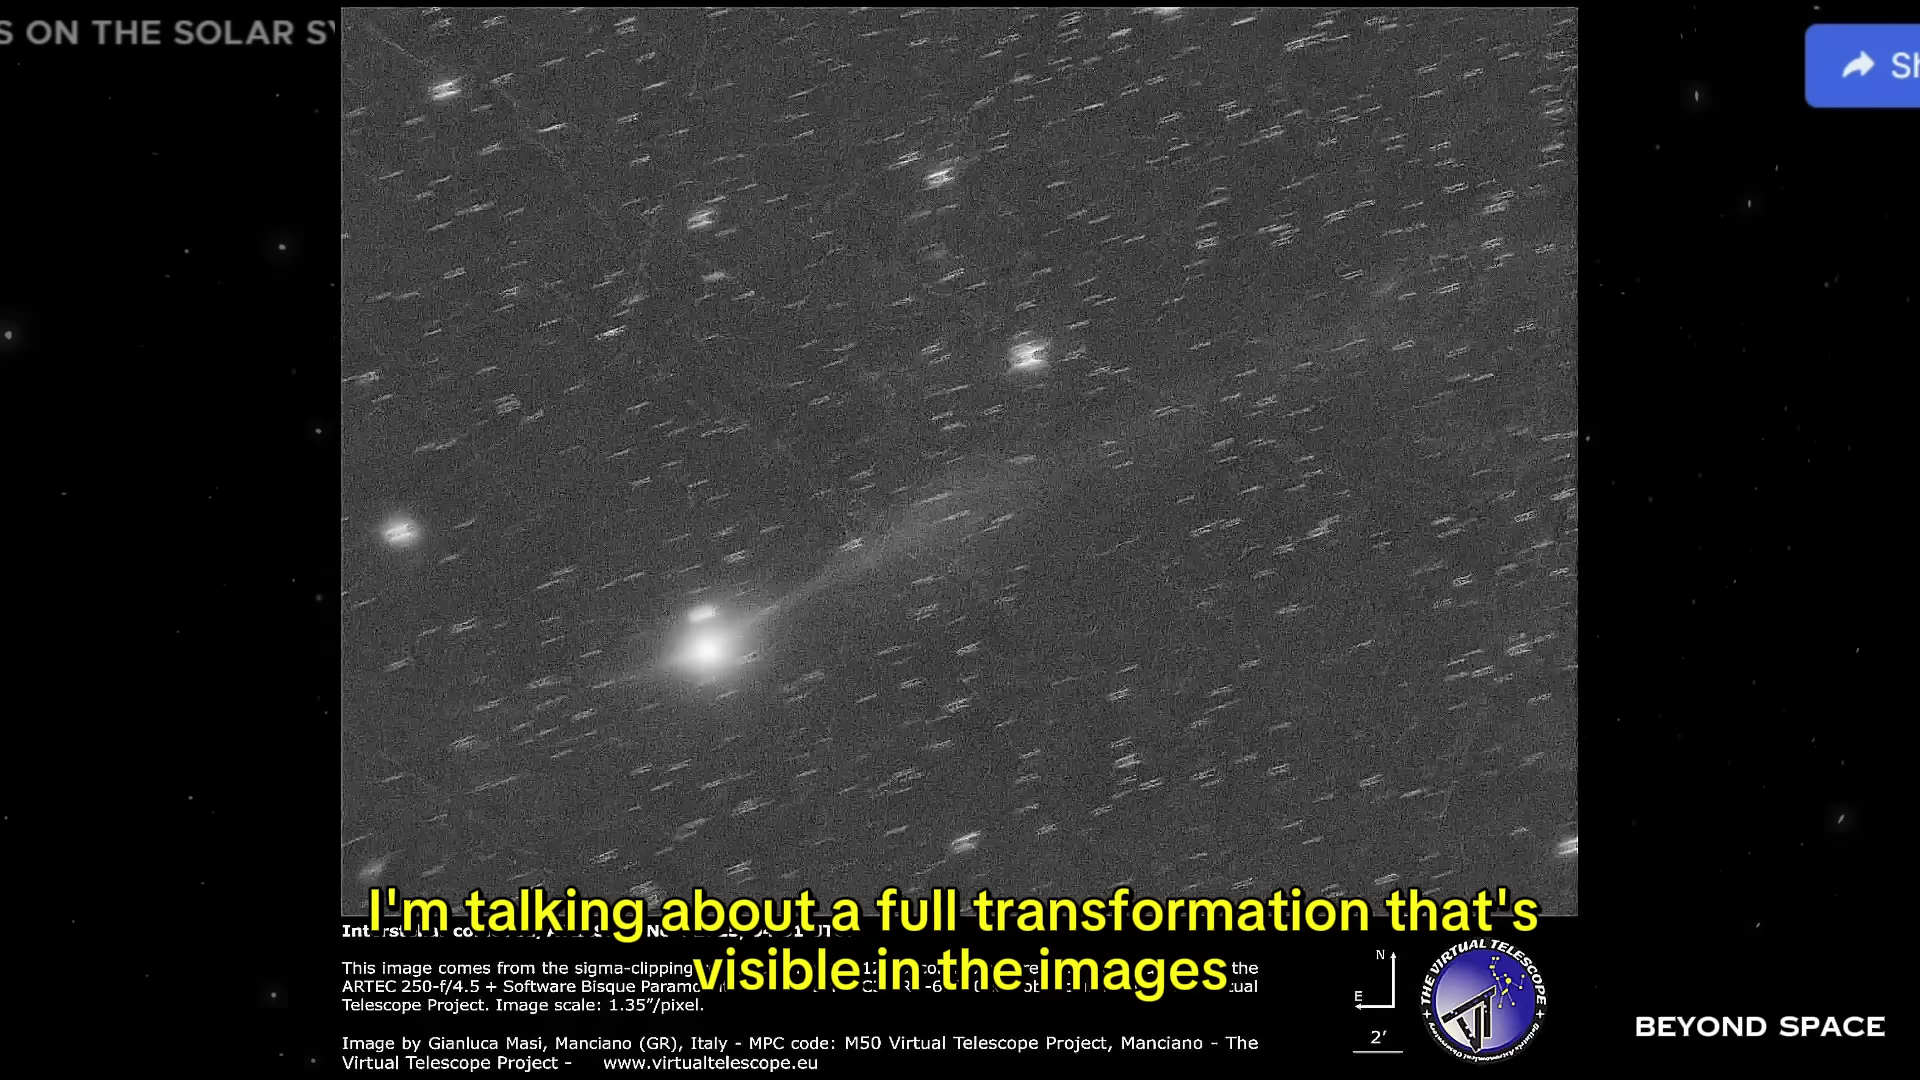 S ON THE SOLAR SY
Sh
I'm talking about a full transformation that's
visible in the images
This image comes from the sigma-clipping the
ARTEC 250-f/4.5 + Software Bisque
Telescope Project. Image scale: 1.35”/pixel.
Image by Gianluca Masi, Manciano (GR), Italy - MPC code: M50 Virtual Telescope Project, Manciano - The
Virtual Telescope Project - www.virtualtelescope.eu
N
E
2’
THE VIRTUAL TELESCOPE
BEYOND SPACE